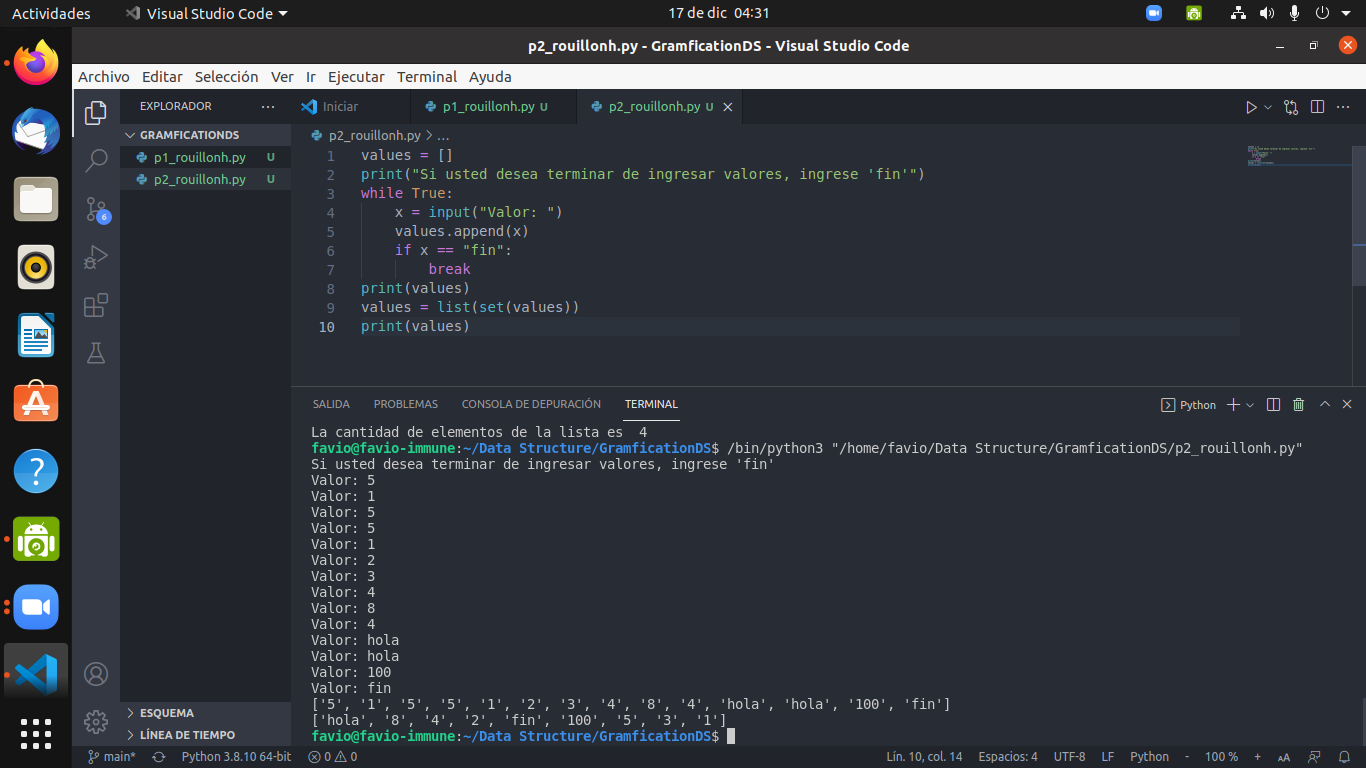 Actividades Visual Studio Code 17 de dic 04:31
p2_rouillonh.py - GramficationDS - Visual Studio Code
Archivo Editar Selección Ver Ir Ejecutar Terminal Ayuda
EXPLORADOR ···
Iniciar p1_rouillonh.py U p2_rouillonh.py U
GRAMFICATIONDS
p1_rouillonh.py U
p2_rouillonh.py U
6
ESQUEMA
LÍNEA DE TIEMPO
p2_rouillonh.py > ...
1 values = []
2 print("Si usted desea terminar de ingresar valores, ingrese 'fin'")
3 while True:
4     x = input("Valor: ")
5     values.append(x)
6     if x == "fin":
7         break
8 print(values)
9 values = list(set(values))
10 print(values)
SALIDA PROBLEMAS CONSOLA DE DEPURACIÓN TERMINAL Python
La cantidad de elementos de la lista es  4
favio@favio-immune:~/Data Structure/GramficationDS$ /bin/python3 "/home/favio/Data Structure/GramficationDS/p2_rouillonh.py"
Si usted desea terminar de ingresar valores, ingrese 'fin'
Valor: 5
Valor: 1
Valor: 5
Valor: 5
Valor: 1
Valor: 2
Valor: 3
Valor: 4
Valor: 8
Valor: 4
Valor: hola
Valor: hola
Valor: 100
Valor: fin
['5', '1', '5', '5', '1', '2', '3', '4', '8', '4', 'hola', 'hola', '100', 'fin']
['hola', '8', '4', '2', 'fin', '100', '5', '3', '1']
favio@favio-immune:~/Data Structure/GramficationDS$
main* Python 3.8.10 64-bit 0 0 Lín. 10, col. 14 Espacios: 4 UTF-8 LF Python - 100 % + AA